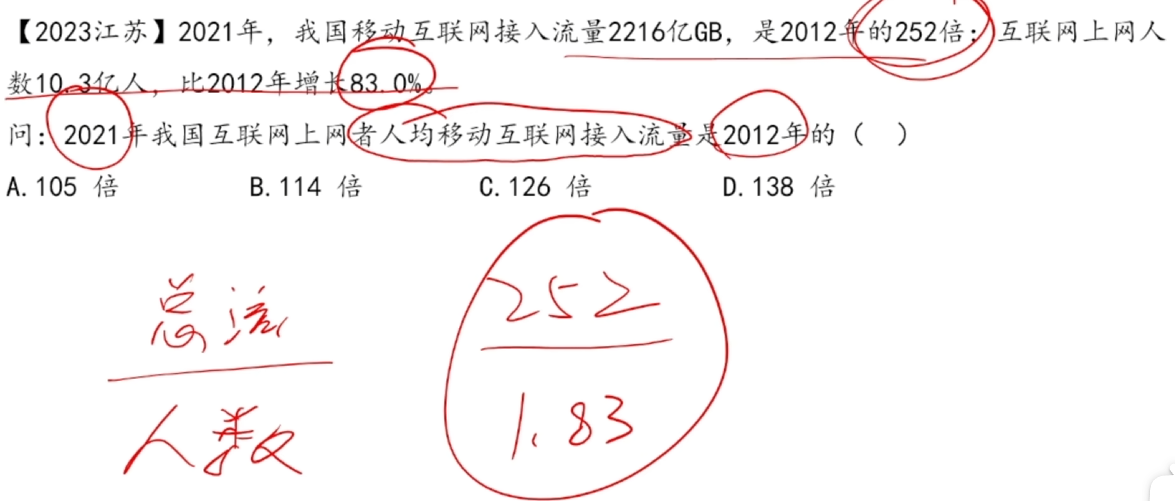 【2023江苏】2021年，我国移动互联网接入流量2216亿GB，是2012年的252倍；互联网上网人
数10.3亿人，比2012年增长83.0%。
问：2021年我国互联网上网者人均移动互联网接入流量是2012年的（ ）
A.105 倍 B.114 倍 C.126 倍 D.138 倍
总流
人数
252
1.83